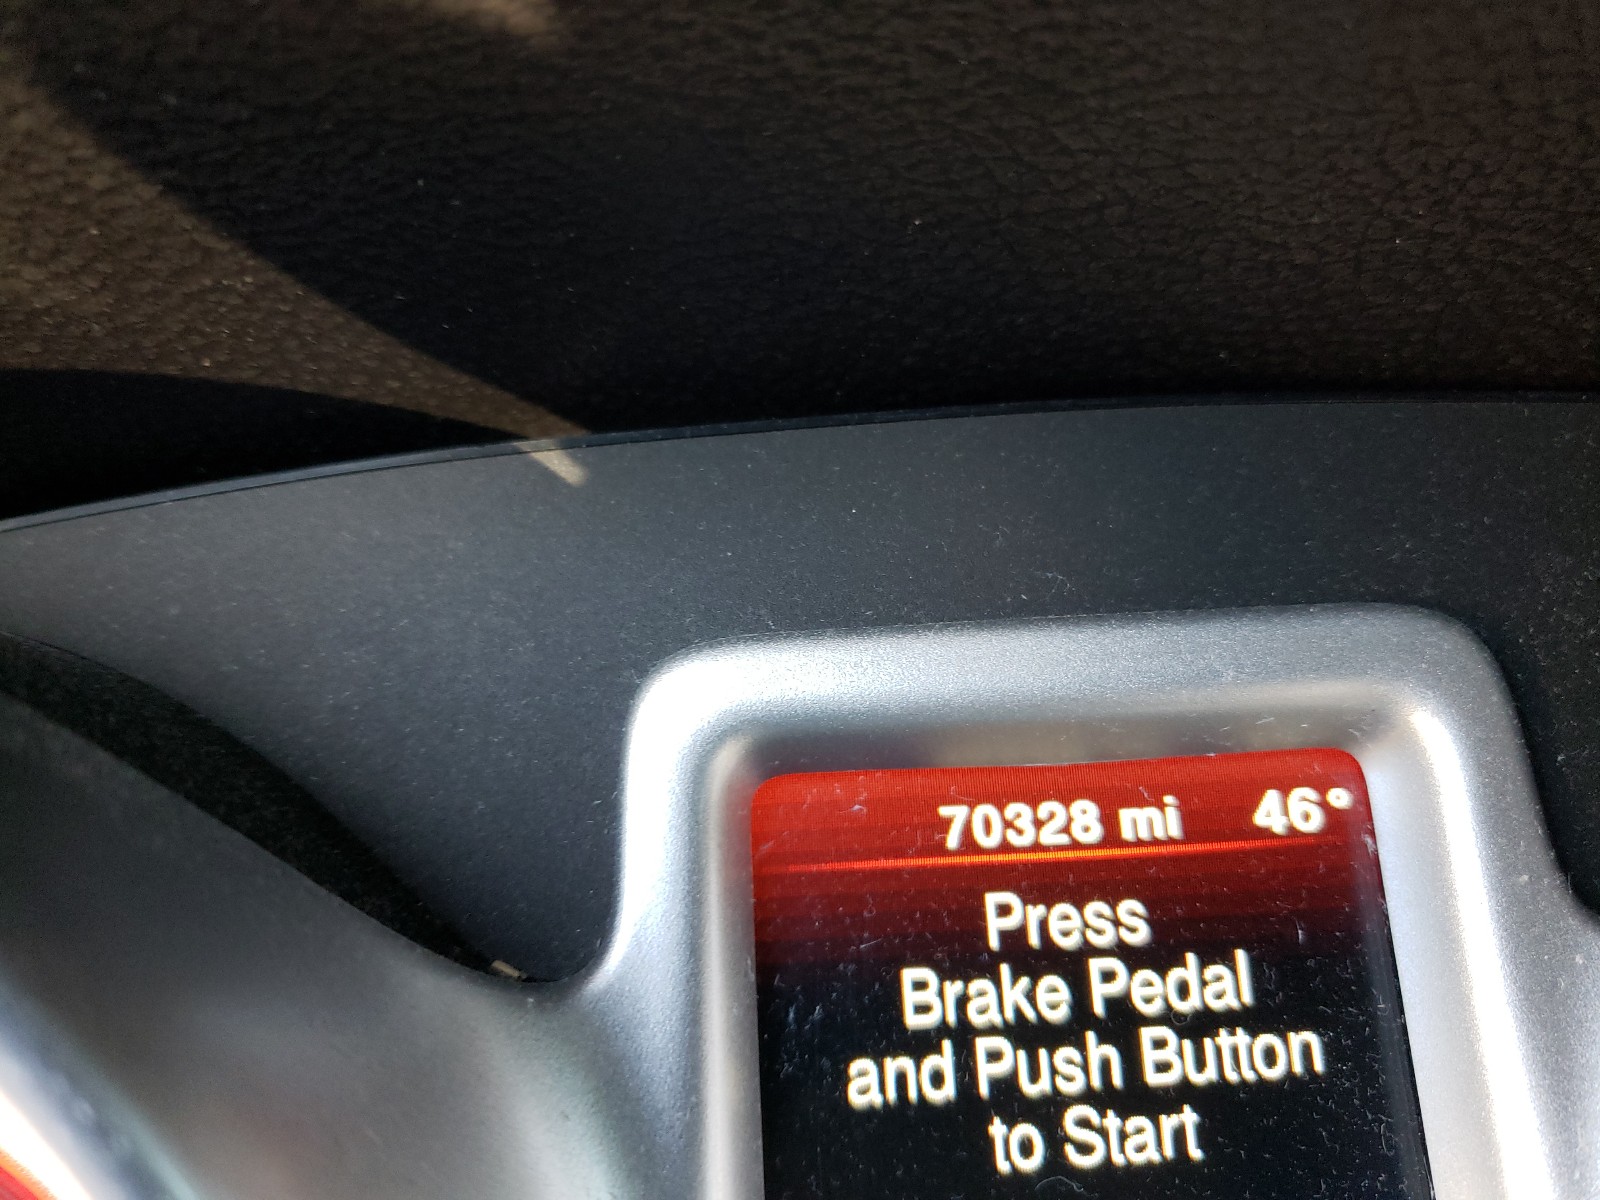 70328 mi 46°
Press
Brake Pedal
and Push Button
to Start